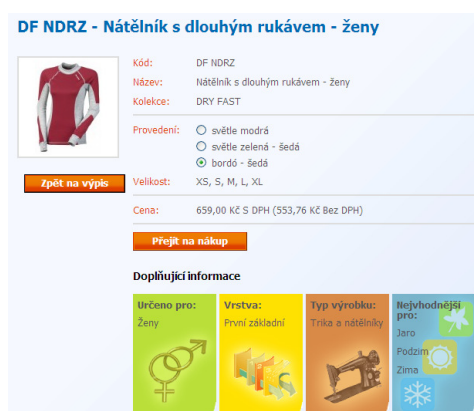 DF NDRZ - Nátělník s dlouhým rukávem - ženy
Kód: DF NDRZ
Název: Nátělník s dlouhým rukávem - ženy
Kolekce: DRY FAST
Provedení: světle modrá
světle zelená - šedá
bordó - šedá
Zpět na výpis
Velikost: XS, S, M, L, XL
Cena: 659,00 Kč S DPH (553,76 Kč Bez DPH)
Přejít na nákup
Doplňující informace
Určeno pro:
Ženy
Vrstva:
První základní
Typ výrobku:
Trika a nátělníky
Nejvhodnější
pro:
Jaro
Podzim
Zima